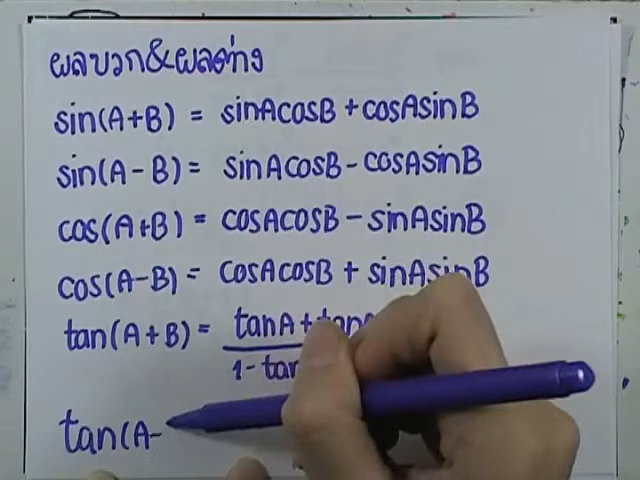 ผลบวก&ผลต่าง
sin(A+B) = sinAcosB+cosAsinB
sin(A-B) = sinAcosB-cosAsinB
cos(A+B) = cosAcosB-sinAsinB
cos(A-B) = cosAcosB+sinAsinB
tan(A+B) = tanA+
1-
tan(A-